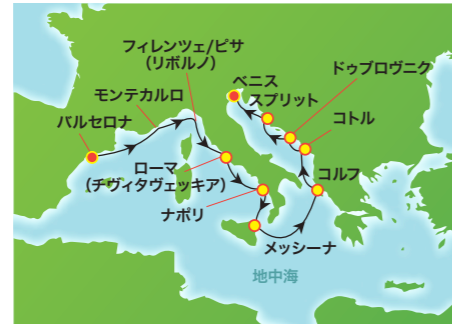 フィレンツェ/ピサ
(リボルノ)
ドゥブロヴニク
ベニス
スプリット
モンテカルロ
コトル
バルセロナ
ローマ
(チヴィタヴェッキア)
コルフ
ナポリ
メッシーナ
地中海